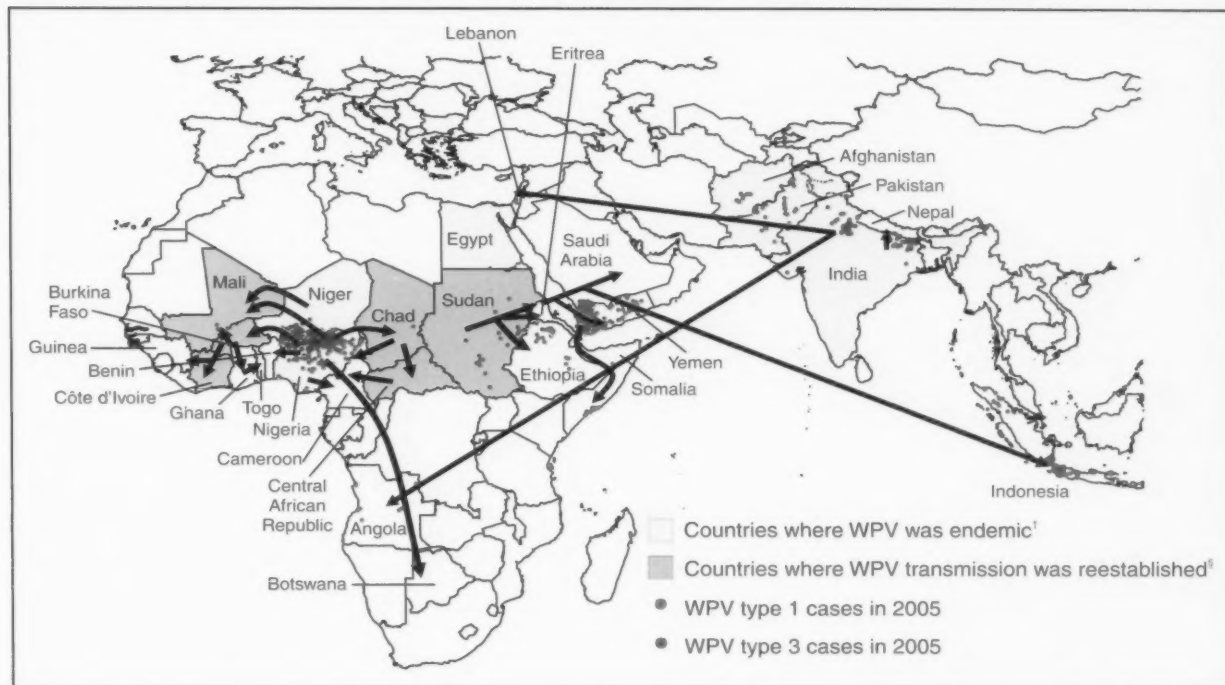 Lebanon
Eritrea
Afghanistan
Pakistan
Nepal
Egypt
Saudi
Arabia
India
Mali
Niger
Chad
Sudan
Burkina
Faso
Guinea
Benin
Côte d'Ivoire
Ghana
Togo
Nigeria
Ethiopia
Yemen
Somalia
Cameroon
Central
African
Republic
Angola
Botswana
Indonesia
Countries where WPV was endemic†
Countries where WPV transmission was reestablished§
WPV type 1 cases in 2005
WPV type 3 cases in 2005